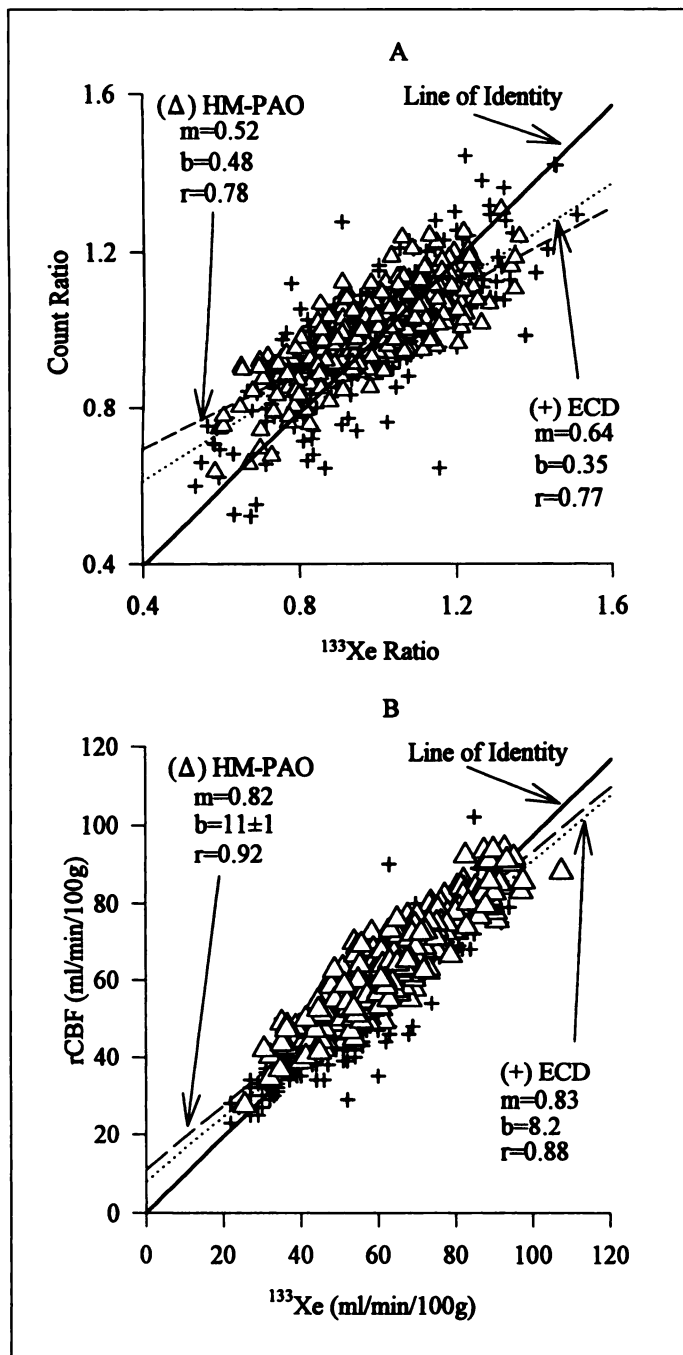 A
1.6
1.2
0.8
0.4
Count Ratio
(Δ) HM-PAO
m=0.52
b=0.48
r=0.78
Line of Identity
(+) ECD
m=0.64
b=0.35
r=0.77
0.4 0.8 1.2 1.6
¹³³Xe Ratio
B
120
100
80
60
40
20
0
rCBF (ml/min/100g)
(Δ) HM-PAO
m=0.82
b=11±1
r=0.92
Line of Identity
(+) ECD
m=0.83
b=8.2
r=0.88
0 20 40 60 80 100 120
¹³³Xe (ml/min/100g)